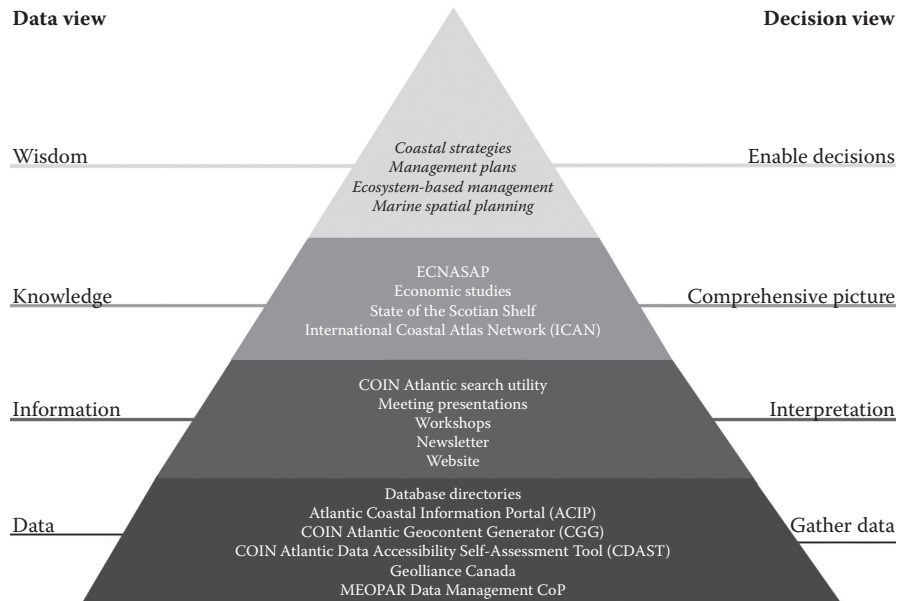 Data view
Decision view
Wisdom
Coastal strategies
Management plans
Ecosystem-based management
Marine spatial planning
Enable decisions
Knowledge
ECNASAP
Economic studies
State of the Scotian Shelf
International Coastal Atlas Network (ICAN)
Comprehensive picture
Information
COIN Atlantic search utility
Meeting presentations
Workshops
Newsletter
Website
Interpretation
Data
Database directories
Atlantic Coastal Information Portal (ACIP)
COIN Atlantic Geocontent Generator (CGG)
COIN Atlantic Data Accessibility Self-Assessment Tool (CDAST)
Geolliance Canada
MEOPAR Data Management CoP
Gather data